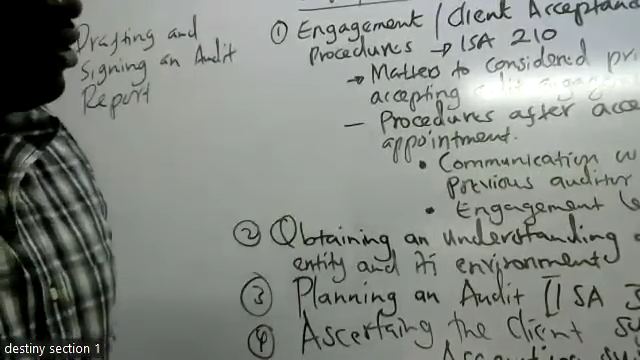 Drafting and
Signing an Audit
Report
① Engagement / Client
Procedures → ISA 210
→ Matters to considered
accepting
— Procedures after
appointment.
• Communication
previous auditor
• Engagement
② Obtaining an understanding
entity and its environment
③ Planning an Audit [ISA
④ Ascertaing the Client
destiny section 1